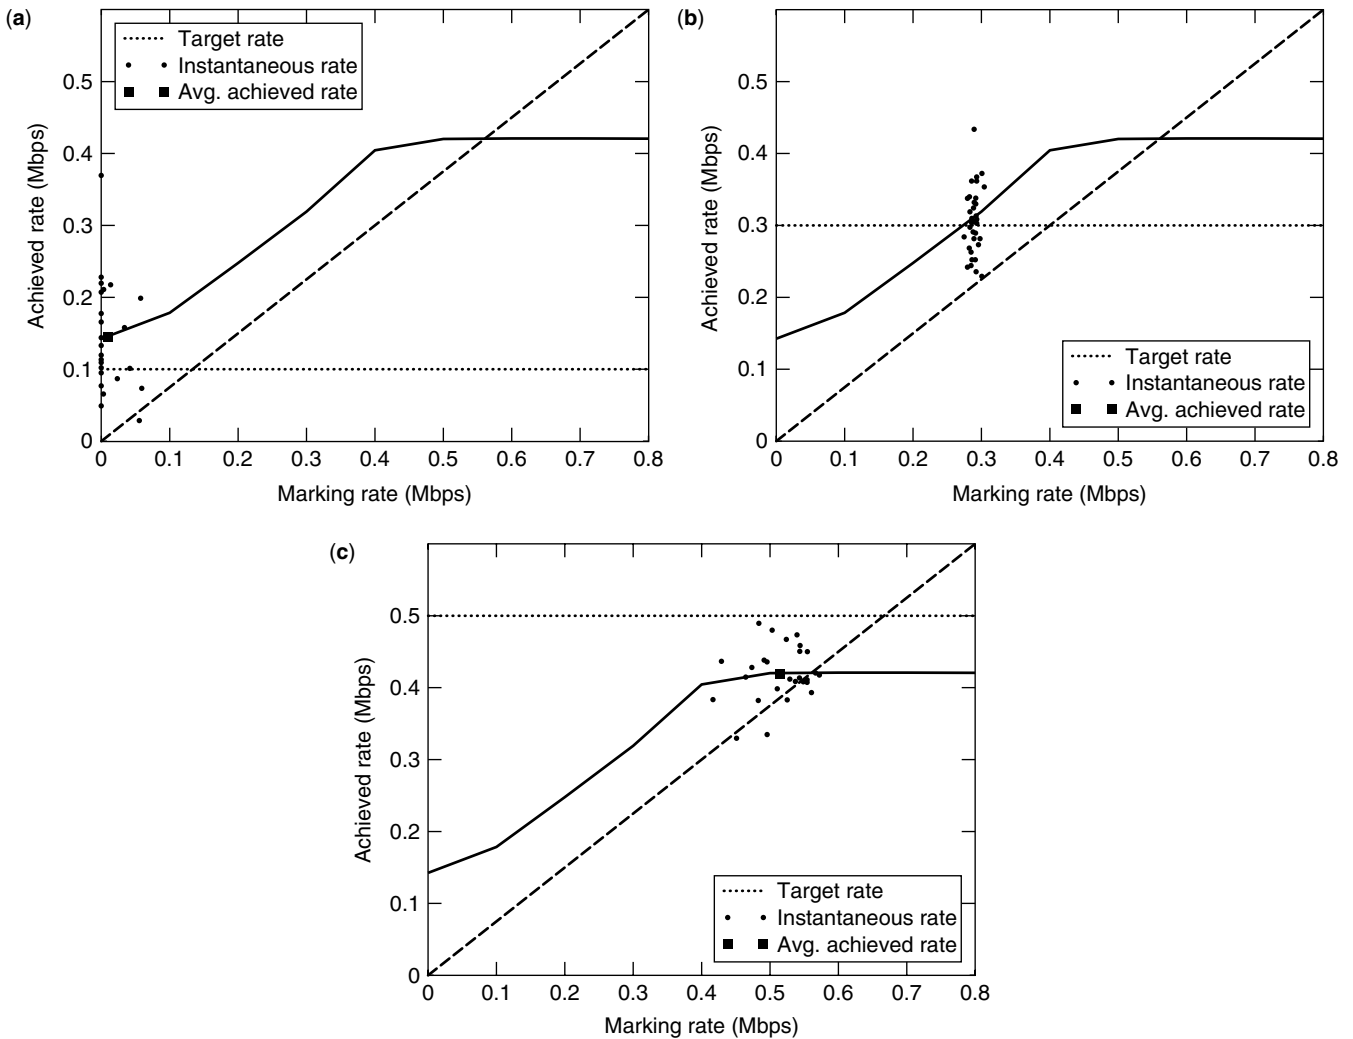 (a)
Target rate
Instantaneous rate
Avg. achieved rate
0.5
0.4
0.3
0.2
0.1
0
Achieved rate (Mbps)
0 0.1 0.2 0.3 0.4 0.5 0.6 0.7 0.8
Marking rate (Mbps)
(b)
0.5
0.4
0.3
0.2
0.1
0
Achieved rate (Mbps)
Target rate
Instantaneous rate
Avg. achieved rate
0 0.1 0.2 0.3 0.4 0.5 0.6 0.7 0.8
Marking rate (Mbps)
(c)
0.5
0.4
0.3
0.2
0.1
0
Achieved rate (Mbps)
Target rate
Instantaneous rate
Avg. achieved rate
0 0.1 0.2 0.3 0.4 0.5 0.6 0.7 0.8
Marking rate (Mbps)